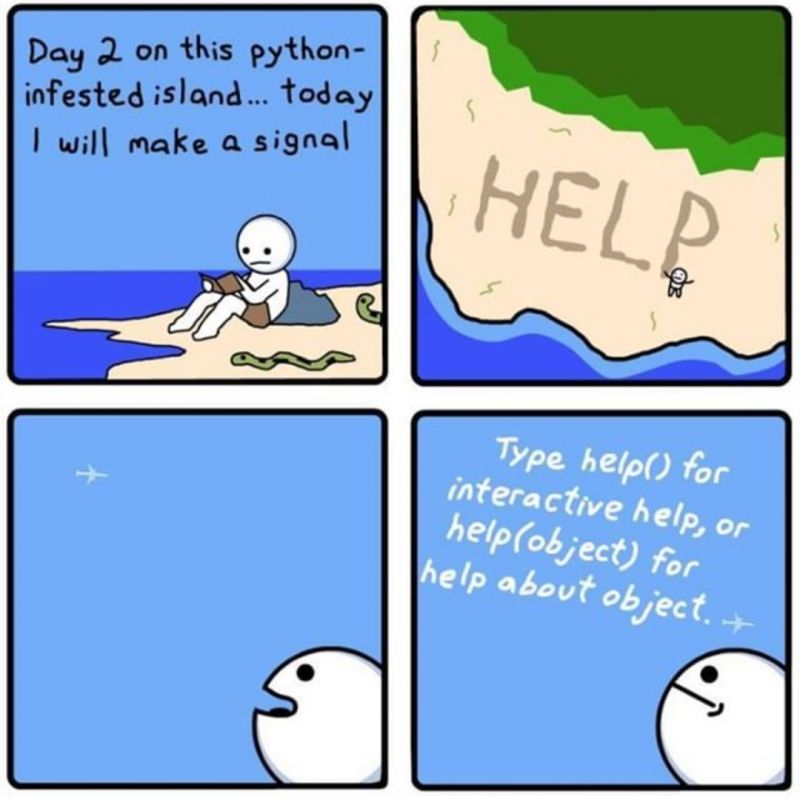 Day 2 on this python-
infested island... today
I will make a signal
HELP
Type help() for
interactive help, or
help(object) for
help about object.